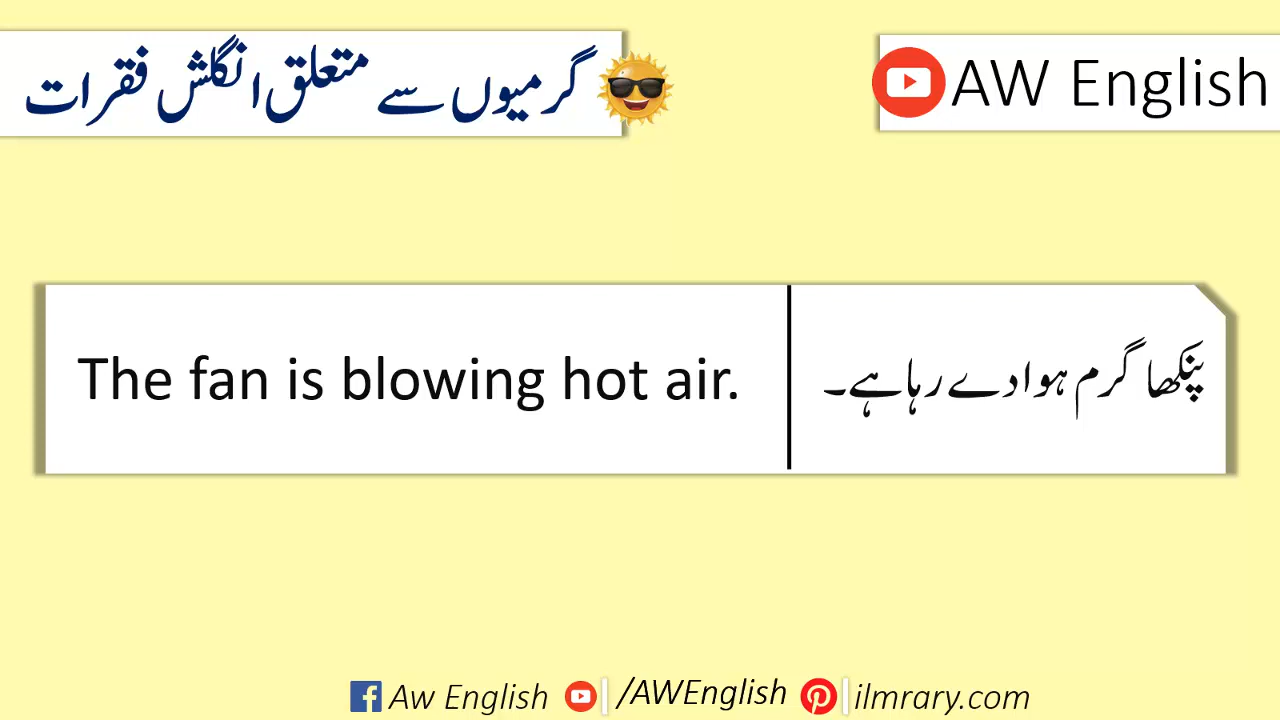 گرمیوں سے متعلق انگلش فقرات
AW English
The fan is blowing hot air.
پنکھا گرم ہوا دے رہا ہے۔
Aw English
/AWEnglish
ilmrary.com